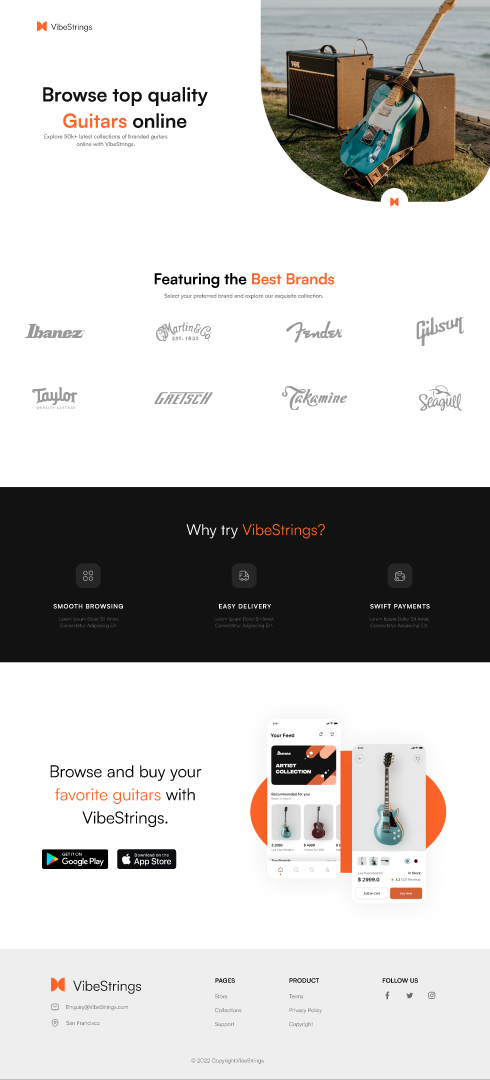 VibeStrings
Browse top quality
Guitars online
Explore 50k+ latest collections of branded guitars
online with VibeStrings.
VOX
Featuring the Best Brands
Select your preferred brand and explore our exquisite collection.
Ibanez
Martin & Co
EST. 1833
Fender
Gibson
Taylor
QUALITY GUITARS
GRETSCH
Takamine
Seagull
Why try VibeStrings?
SMOOTH BROWSING
EASY DELIVERY
SWIFT PAYMENTS
Lorem Ipsum Dolor Sit Amet,
Consectetur Adipiscing Elit.
Lorem Ipsum Dolor Sit Amet,
Consectetur Adipiscing Elit.
Lorem Ipsum Dolor Sit Amet,
Consectetur Adipiscing Elit.
Browse and buy your
favorite guitars with
VibeStrings.
GET IT ON
Google Play
Download on the
App Store
Your Feed
Ibanez
ARTIST
COLLECTION
Recommended for you
In Stock
$ 2999.0
Add to Cart
Buy Now
VibeStrings
Enquiry@VibeStrings.com
San Francisco
PAGES
Store
Collections
Support
PRODUCT
Terms
Privacy Policy
Copyright
FOLLOW US
© 2022 Copyright:VibeStrings